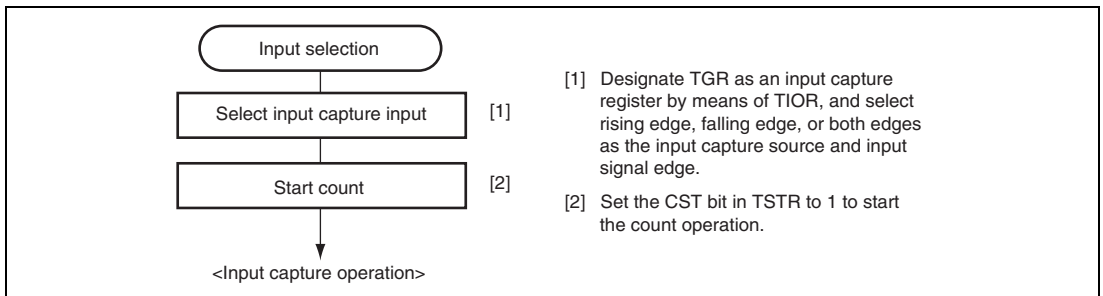 Input selection
Select input capture input
[1]
Start count
[2]
<Input capture operation>
[1] Designate TGR as an input capture
register by means of TIOR, and select
rising edge, falling edge, or both edges
as the input capture source and input
signal edge.
[2] Set the CST bit in TSTR to 1 to start
the count operation.